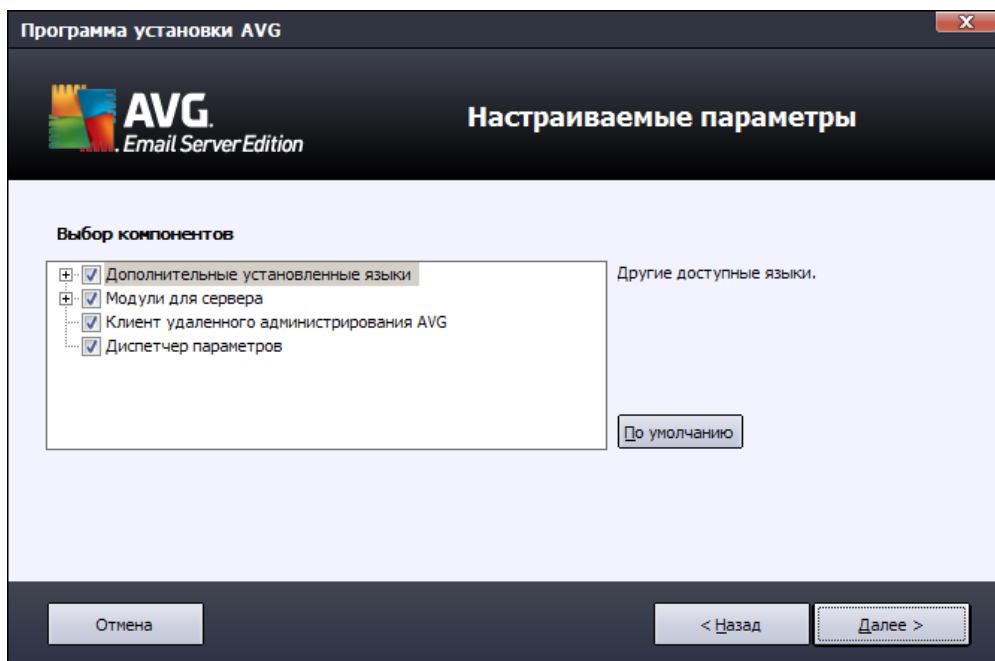 Программа установки AVG
X
AVG.
Email Server Edition
Настраиваемые параметры
Выбор компонентов
Дополнительные установленные языки
Модули для сервера
Клиент удаленного администрирования AVG
Диспетчер параметров
Другие доступные языки.
По умолчанию
Отмена
< Назад
Далее >